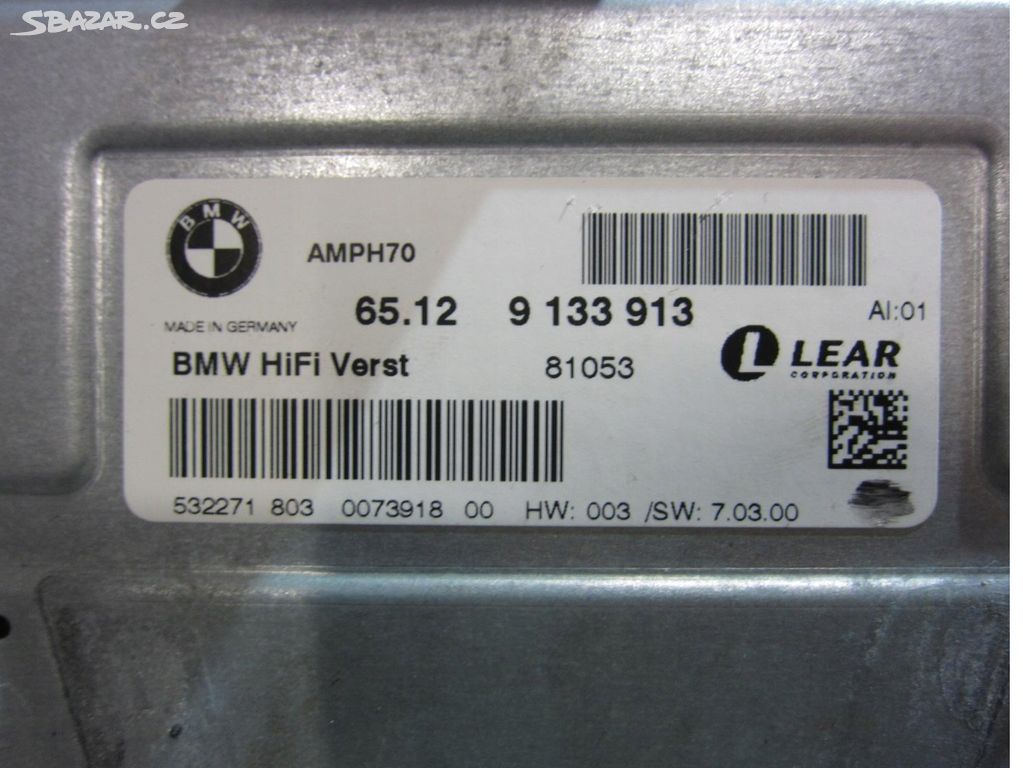 SBAZAR.CZ
BMW
AMPH70
MADE IN GERMANY
65.12 9 133 913
AI:01
BMW HiFi Verst 81053
LEAR
CORPORATION
532271 803 0073918 00 HW: 003 /SW: 7.03.00